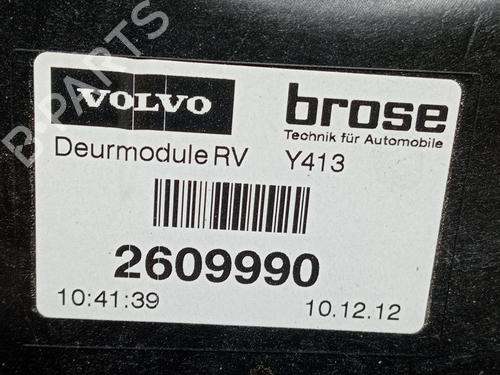 VOLVO
brose
Technik für Automobile
Deurmodule RV Y413
2609990
10:41:39 10.12.12
B-PARTS